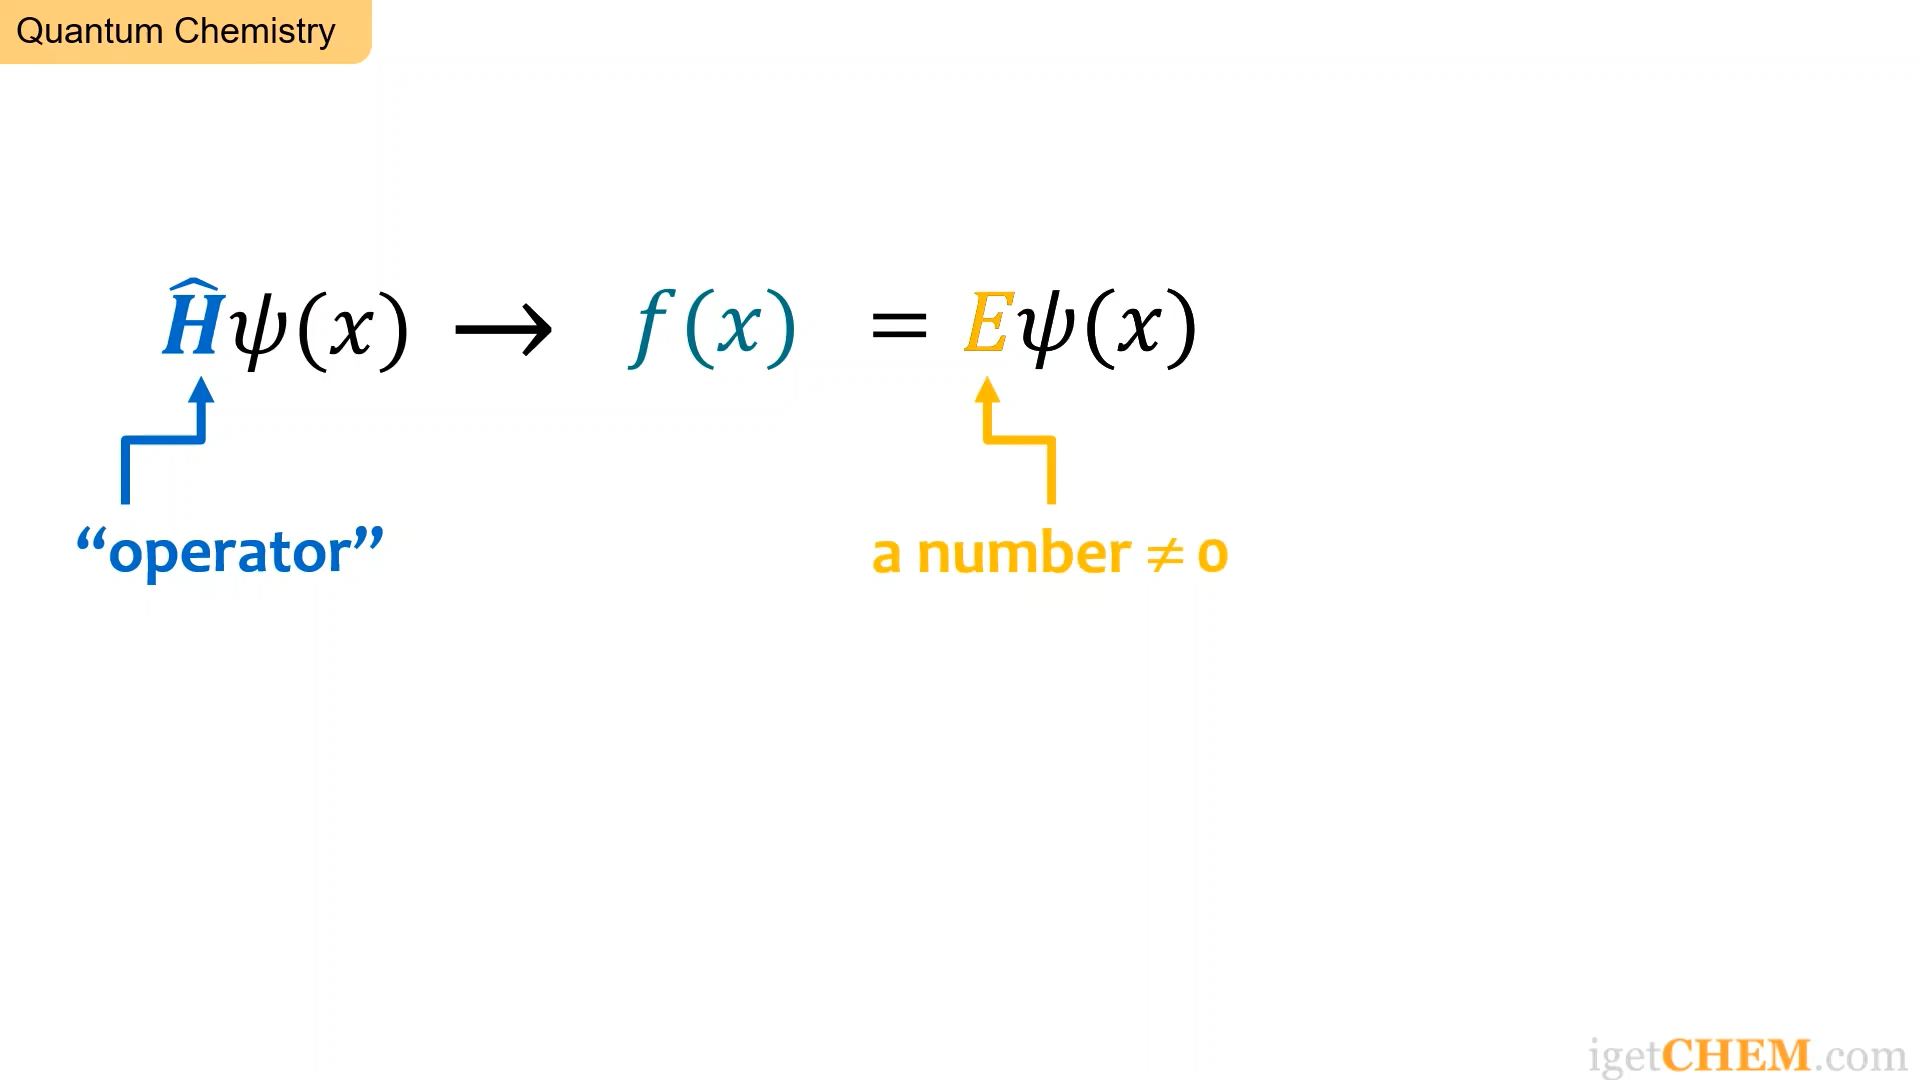 Quantum Chemistry
Ĥψ(x) → f(x) = Eψ(x)
“operator”
a number ≠ 0
igetCHEM.com